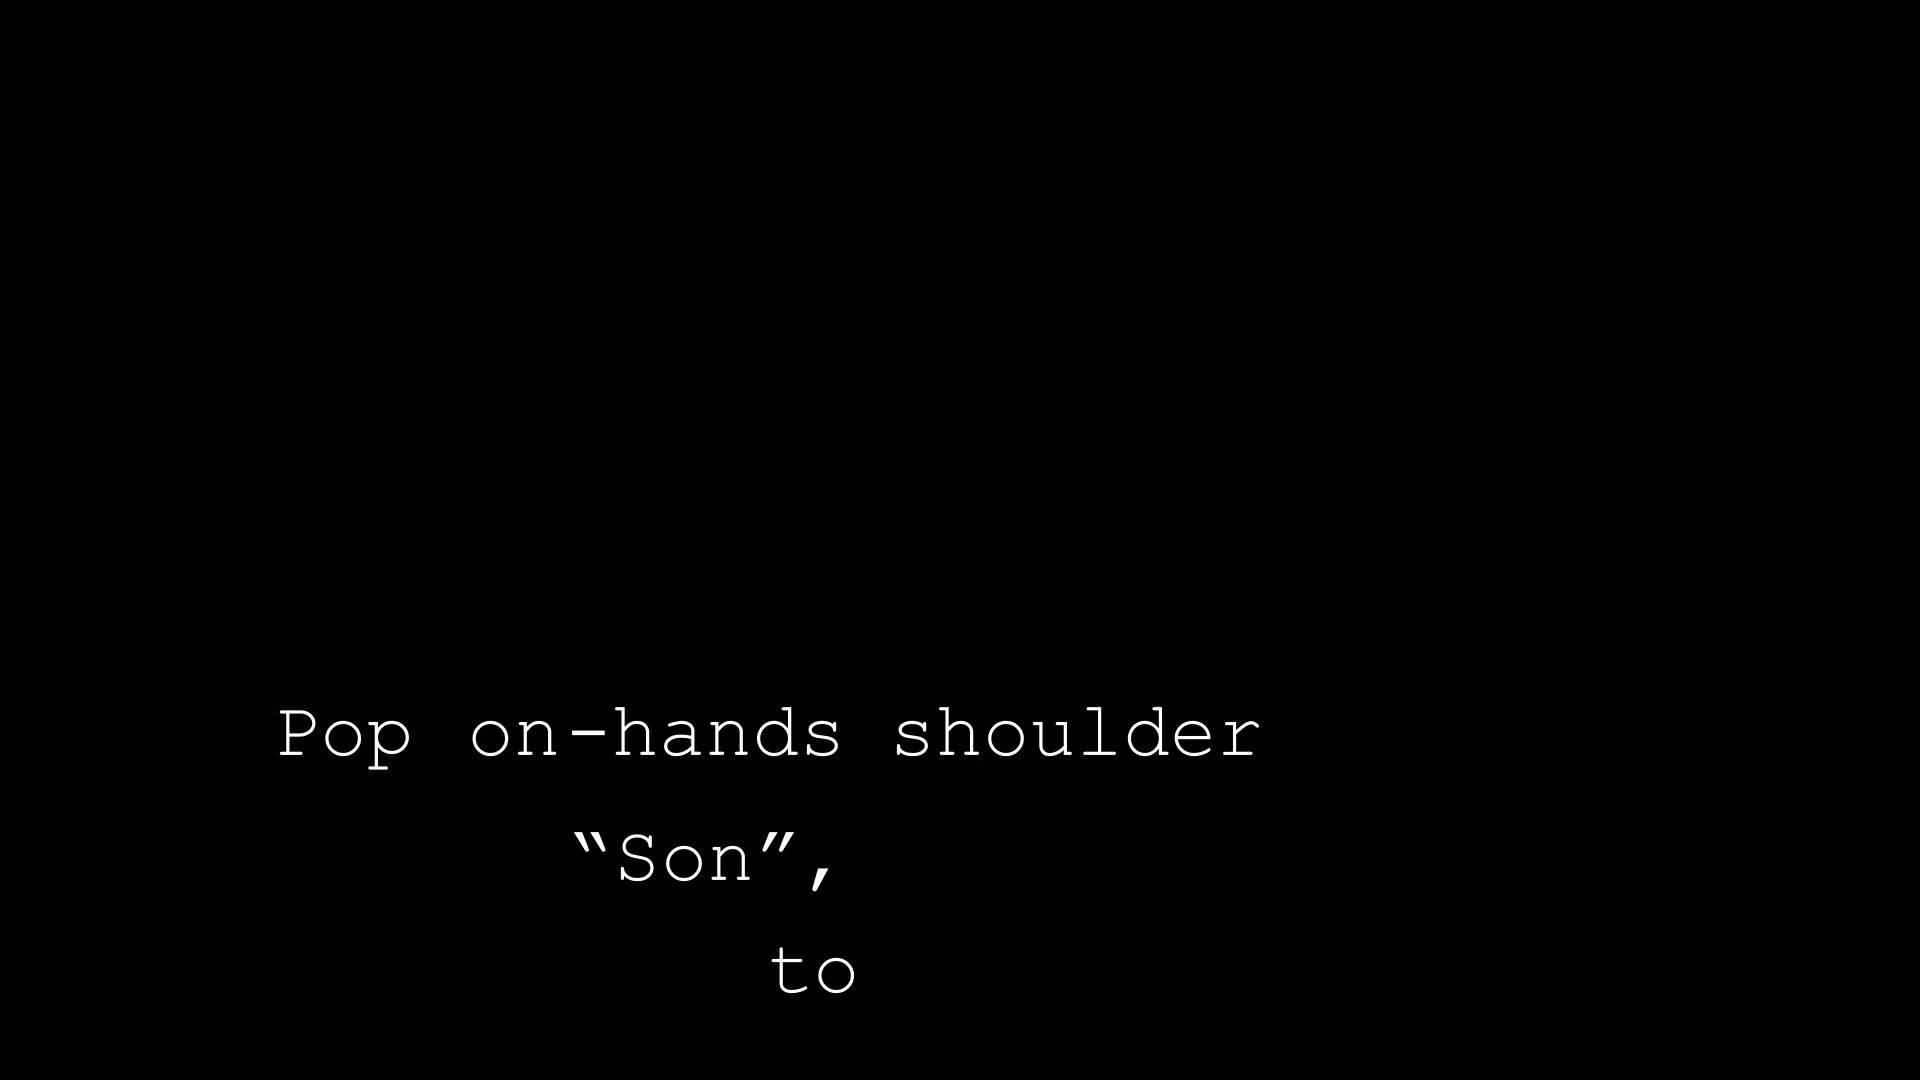 Pop on-hands shoulder
“Son”,
to